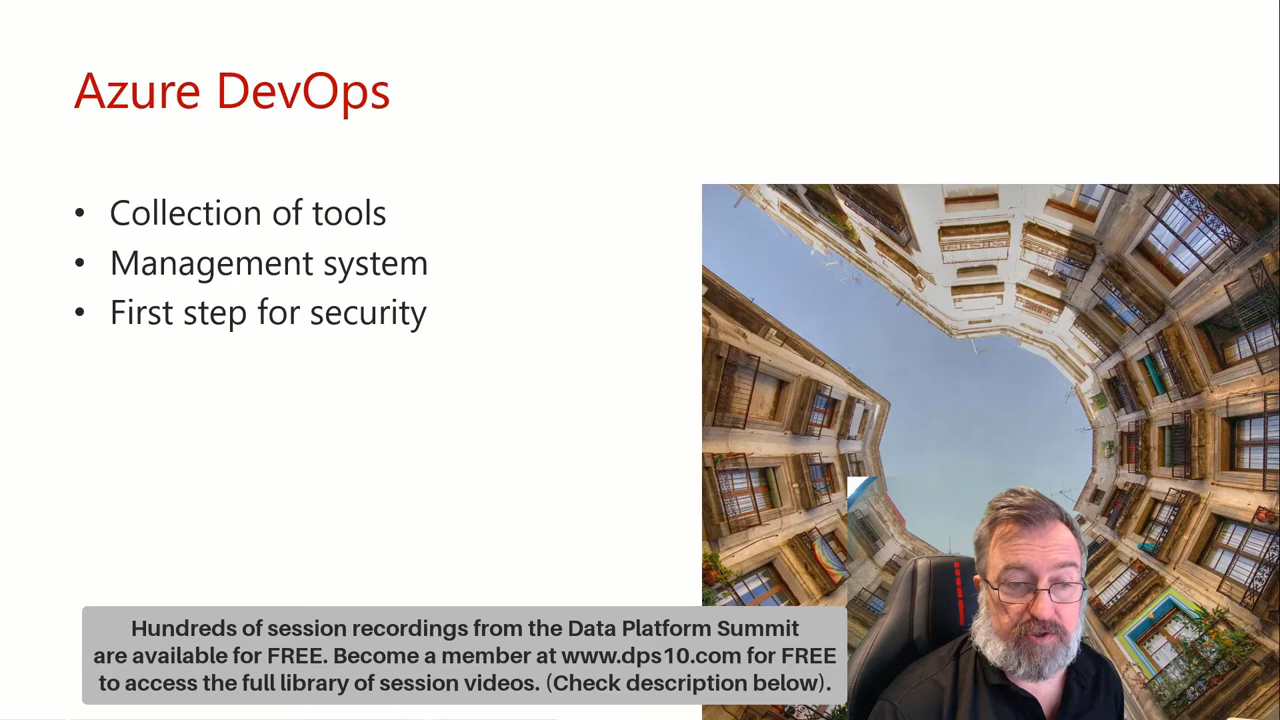 Azure DevOps
• Collection of tools
• Management system
• First step for security
Hundreds of session recordings from the Data Platform Summit
are available for FREE. Become a member at www.dps10.com for FREE
to access the full library of session videos. (Check description below).